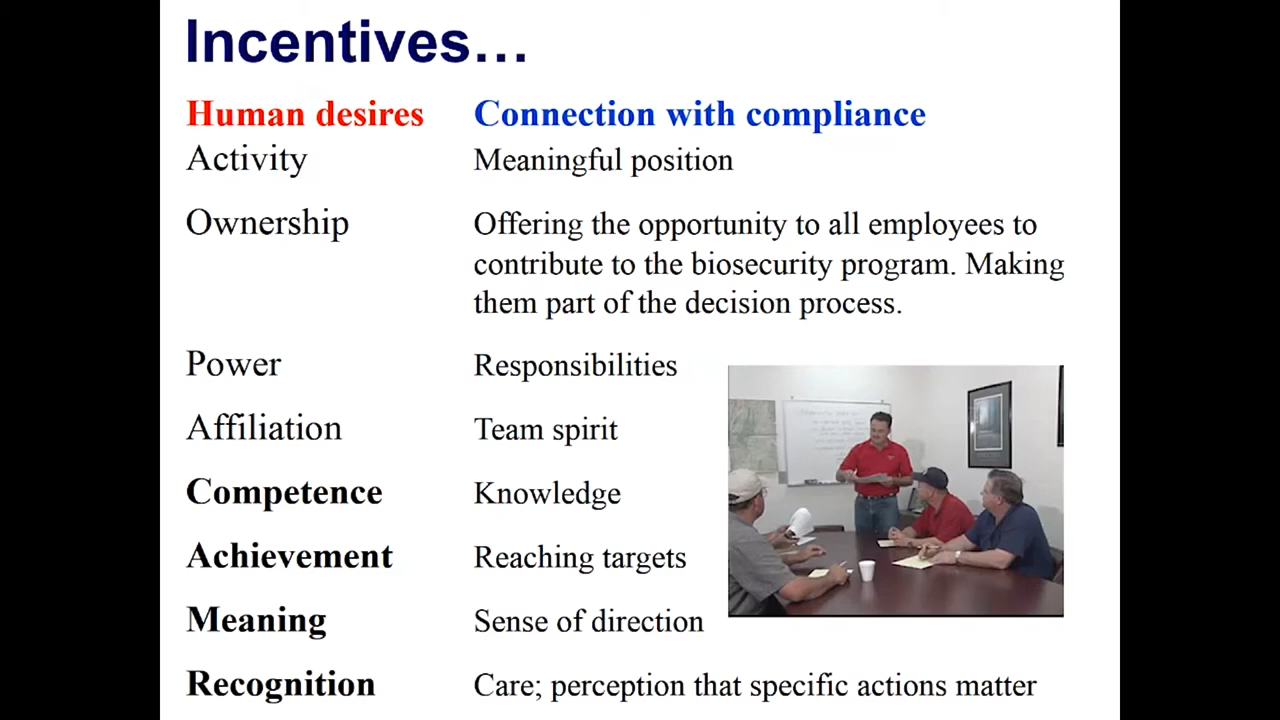 Incentives…
Human desires Connection with compliance
Activity Meaningful position
Ownership Offering the opportunity to all employees to
contribute to the biosecurity program. Making
them part of the decision process.
Power Responsibilities
Affiliation Team spirit
Competence Knowledge
Achievement Reaching targets
Meaning Sense of direction
Recognition Care; perception that specific actions matter